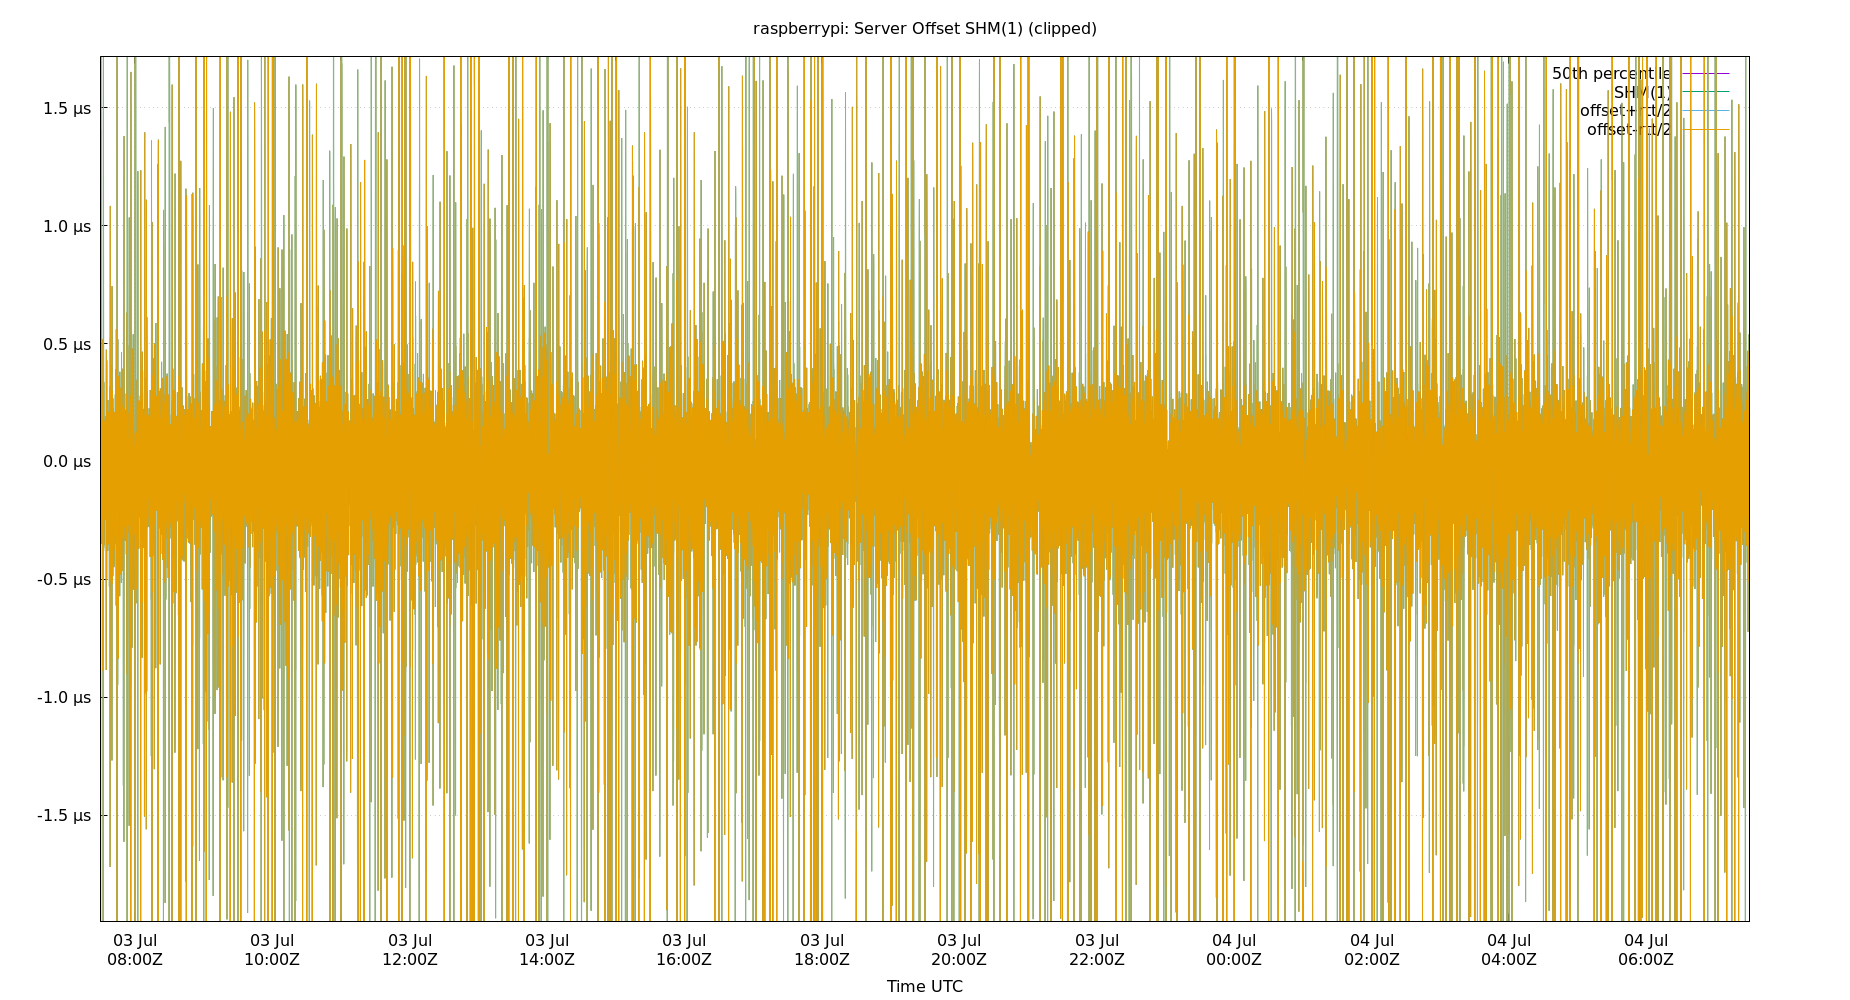 raspberrypi: Server Offset SHM(1) (clipped)
50th percentile
SHM(1)
offset+rtt/2
offset-rtt/2
1.5 µs
1.0 µs
0.5 µs
0.0 µs
-0.5 µs
-1.0 µs
-1.5 µs
03 Jul 03 Jul 03 Jul 03 Jul 03 Jul 03 Jul 03 Jul 03 Jul 04 Jul 04 Jul 04 Jul 04 Jul
08:00Z 10:00Z 12:00Z 14:00Z 16:00Z 18:00Z 20:00Z 22:00Z 00:00Z 02:00Z 04:00Z 06:00Z
Time UTC